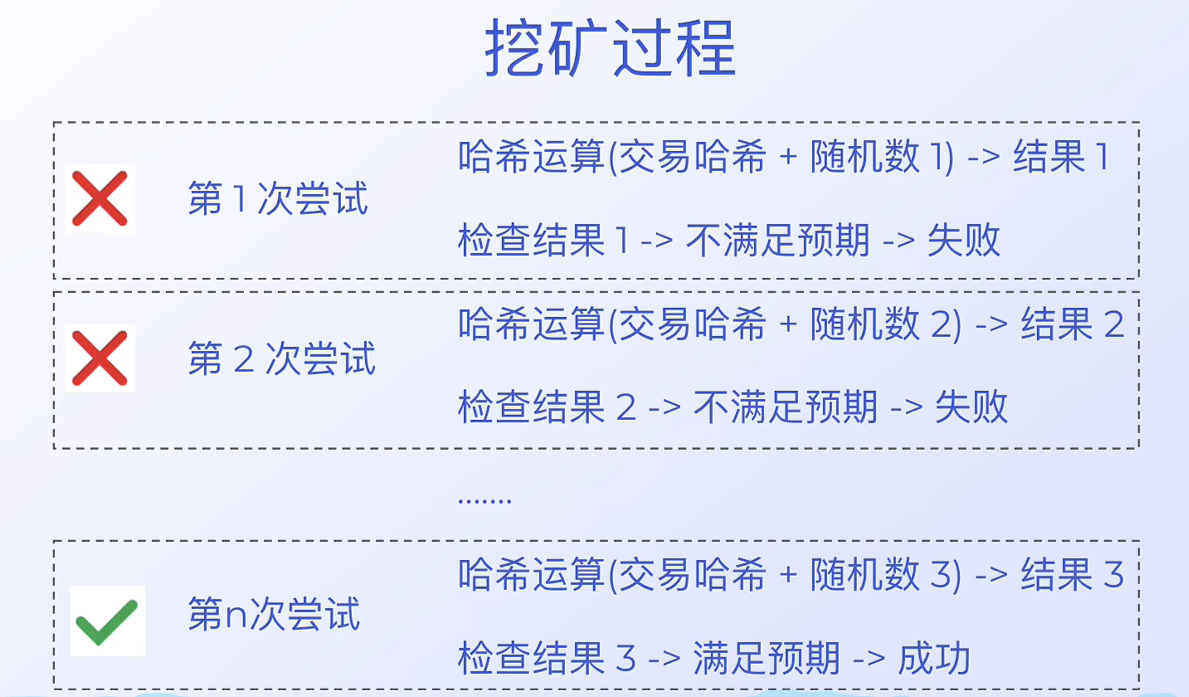 挖矿过程
哈希运算(交易哈希 + 随机数 1) -> 结果 1
第 1 次尝试
检查结果 1 -> 不满足预期 -> 失败
哈希运算(交易哈希 + 随机数 2) -> 结果 2
第 2 次尝试
检查结果 2 -> 不满足预期 -> 失败
.......
哈希运算(交易哈希 + 随机数 3) -> 结果 3
第n次尝试
检查结果 3 -> 满足预期 -> 成功